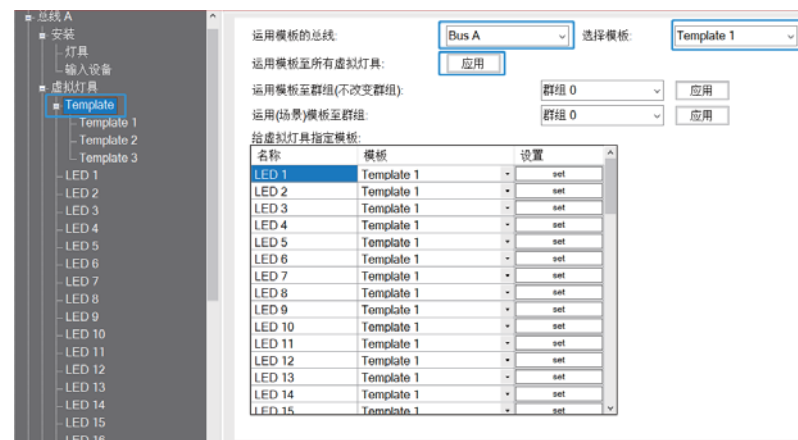 总线 A
安装
灯具
输入设备
虚拟灯具
Template
Template 1
Template 2
Template 3
LED 1
LED 2
LED 3
LED 4
LED 5
LED 6
LED 7
LED 8
LED 9
LED 10
LED 11
LED 12
LED 13
LED 14
LED 15
LED 16
运用模板的总线: Bus A 选择模板: Template 1
运用模板至所有虚拟灯具: 应用
运用模板至群组(不改变群组): 群组 0 应用
运用(场景)模板至群组: 群组 0 应用
给虚拟灯具指定模板:
名称 模板 设置
LED 1 Template 1 set
LED 2 Template 1 set
LED 3 Template 1 set
LED 4 Template 1 set
LED 5 Template 1 set
LED 6 Template 1 set
LED 7 Template 1 set
LED 8 Template 1 set
LED 9 Template 1 set
LED 10 Template 1 set
LED 11 Template 1 set
LED 12 Template 1 set
LED 13 Template 1 set
LED 14 Template 1 set
LED 15 Template 1 set